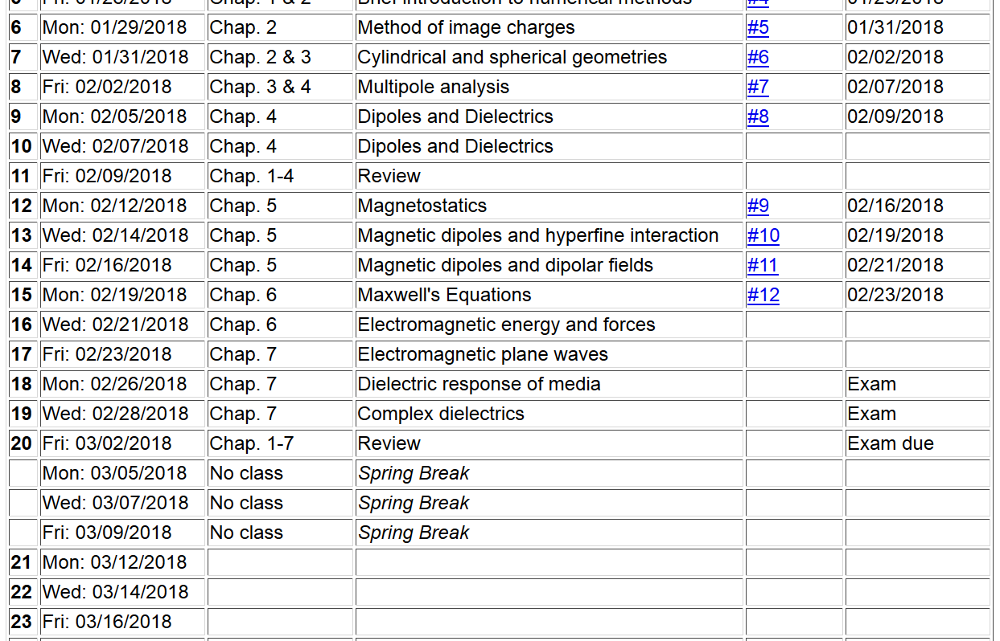 5 Fri: 01/26/2018 Chap. 1 & 2 Brief introduction to numerical methods #4 01/29/2018
6 Mon: 01/29/2018 Chap. 2 Method of image charges #5 01/31/2018
7 Wed: 01/31/2018 Chap. 2 & 3 Cylindrical and spherical geometries #6 02/02/2018
8 Fri: 02/02/2018 Chap. 3 & 4 Multipole analysis #7 02/07/2018
9 Mon: 02/05/2018 Chap. 4 Dipoles and Dielectrics #8 02/09/2018
10 Wed: 02/07/2018 Chap. 4 Dipoles and Dielectrics
11 Fri: 02/09/2018 Chap. 1-4 Review
12 Mon: 02/12/2018 Chap. 5 Magnetostatics #9 02/16/2018
13 Wed: 02/14/2018 Chap. 5 Magnetic dipoles and hyperfine interaction #10 02/19/2018
14 Fri: 02/16/2018 Chap. 5 Magnetic dipoles and dipolar fields #11 02/21/2018
15 Mon: 02/19/2018 Chap. 6 Maxwell's Equations #12 02/23/2018
16 Wed: 02/21/2018 Chap. 6 Electromagnetic energy and forces
17 Fri: 02/23/2018 Chap. 7 Electromagnetic plane waves
18 Mon: 02/26/2018 Chap. 7 Dielectric response of media Exam
19 Wed: 02/28/2018 Chap. 7 Complex dielectrics Exam
20 Fri: 03/02/2018 Chap. 1-7 Review Exam due
Mon: 03/05/2018 No class Spring Break
Wed: 03/07/2018 No class Spring Break
Fri: 03/09/2018 No class Spring Break
21 Mon: 03/12/2018
22 Wed: 03/14/2018
23 Fri: 03/16/2018